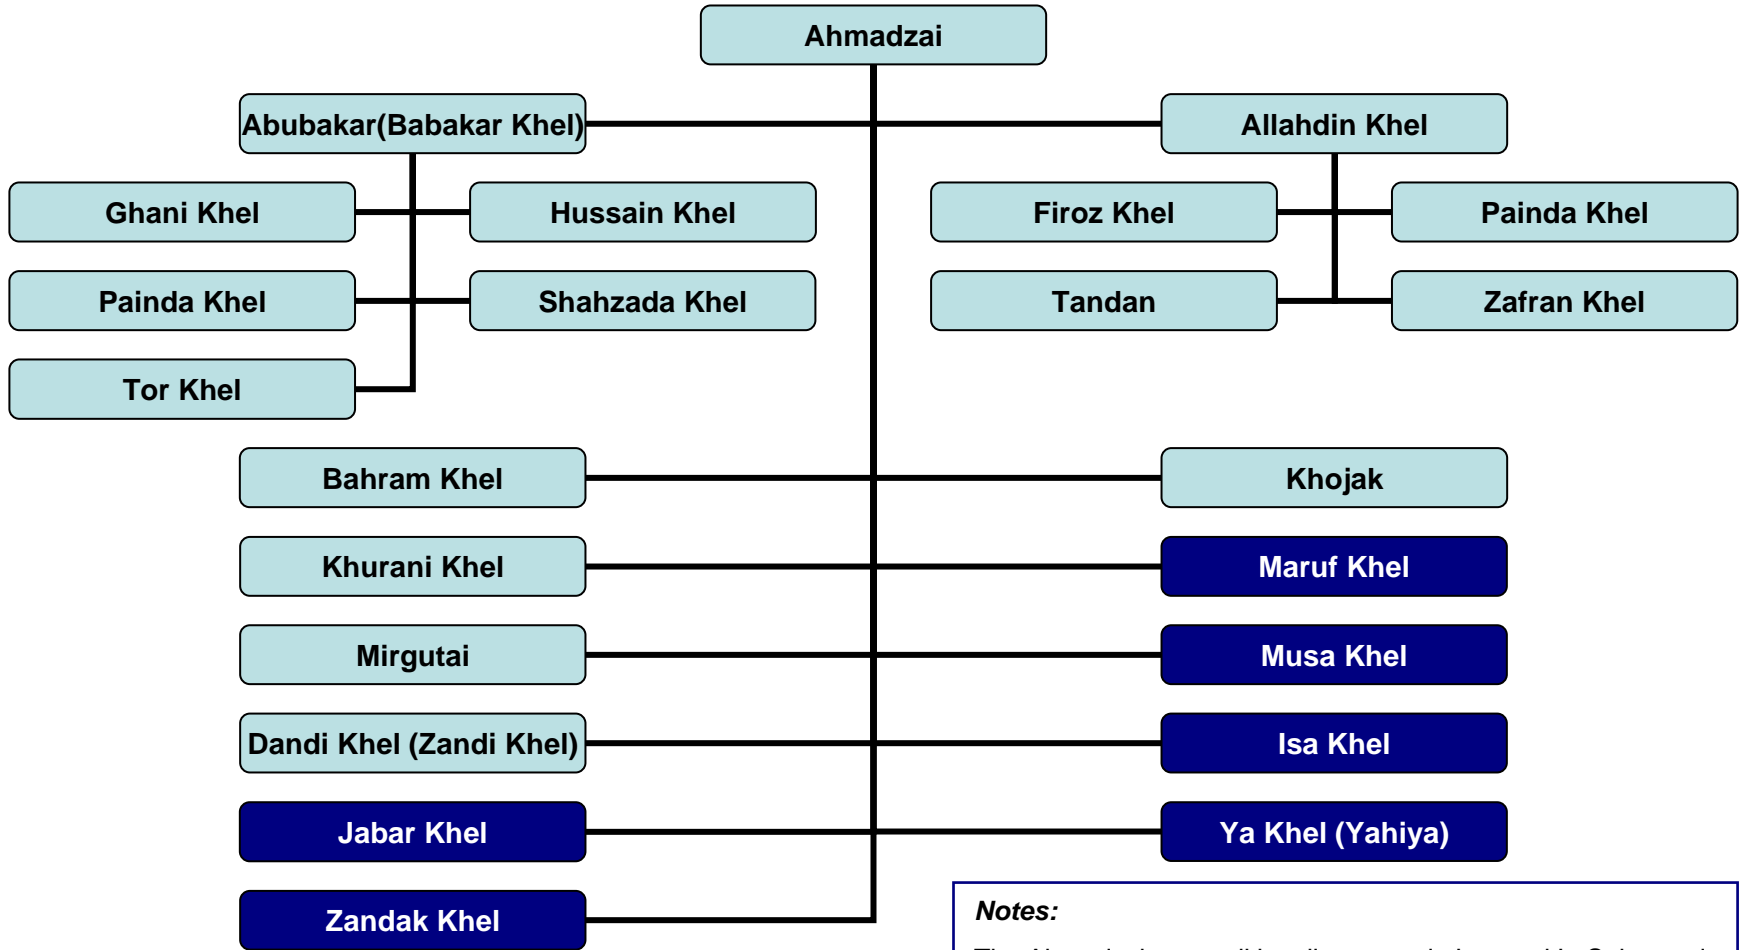 Ahmadzai
Abubakar(Babakar Khel)
Allahdin Khel
Ghani Khel
Hussain Khel
Firoz Khel
Painda Khel
Painda Khel
Shahzada Khel
Tandan
Zafran Khel
Tor Khel
Bahram Khel
Khojak
Khurani Khel
Maruf Khel
Mirgutai
Musa Khel
Dandi Khel (Zandi Khel)
Isa Khel
Jabar Khel
Ya Khel (Yahiya)
Zandak Khel
Notes: